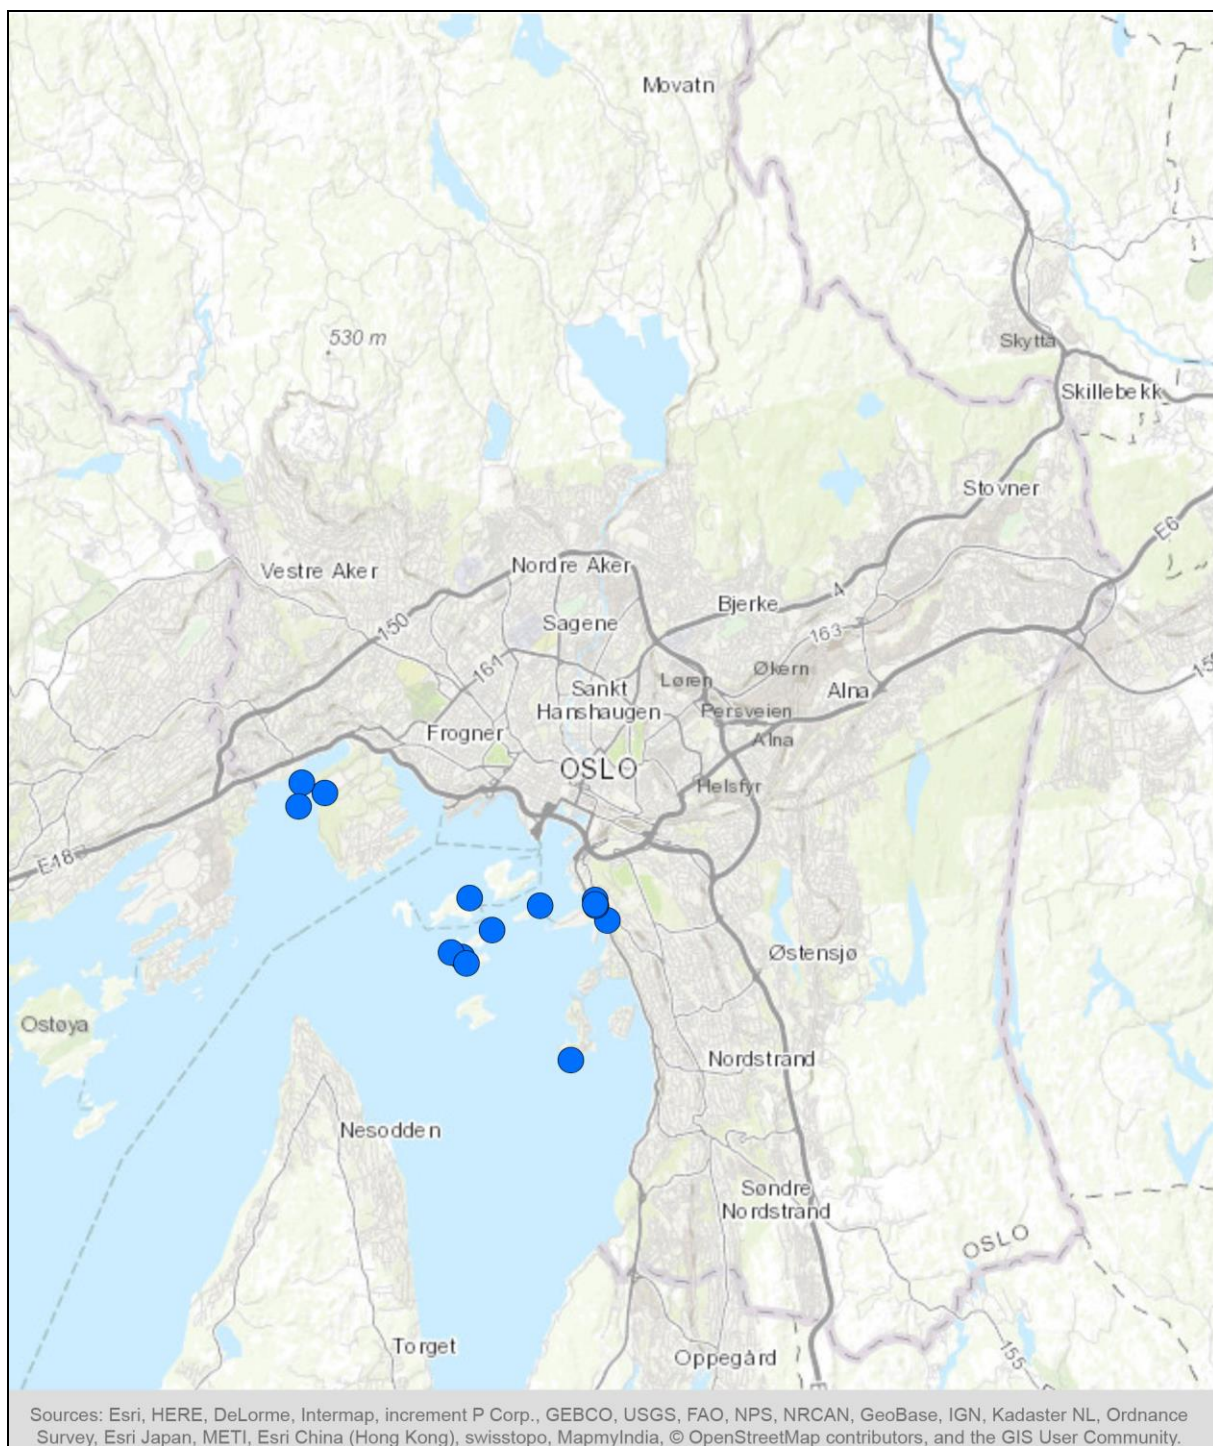 Movatn
530 m
Skytta
Skillebekk
Stovner
E6
Vestre Aker
Nordre Aker
Bjerke
4
150
Sagene
163
161
Økern
Løren
Sankt
Hanshaugen
Alna
155
Persveien
Frogner
Alna
OSLO
Helsfyr
E18
Østensjø
Ostøya
Nordstrand
Nesodden
Søndre
Nordstrand
OSLO
Torget
155
Oppegård
Sources: Esri, HERE, DeLorme, Intermap, increment P Corp., GEBCO, USGS, FAO, NPS, NRCAN, GeoBase, IGN, Kadaster NL, Ordnance
Survey, Esri Japan, METI, Esri China (Hong Kong), swisstopo, MapmyIndia, © OpenStreetMap contributors, and the GIS User Community.